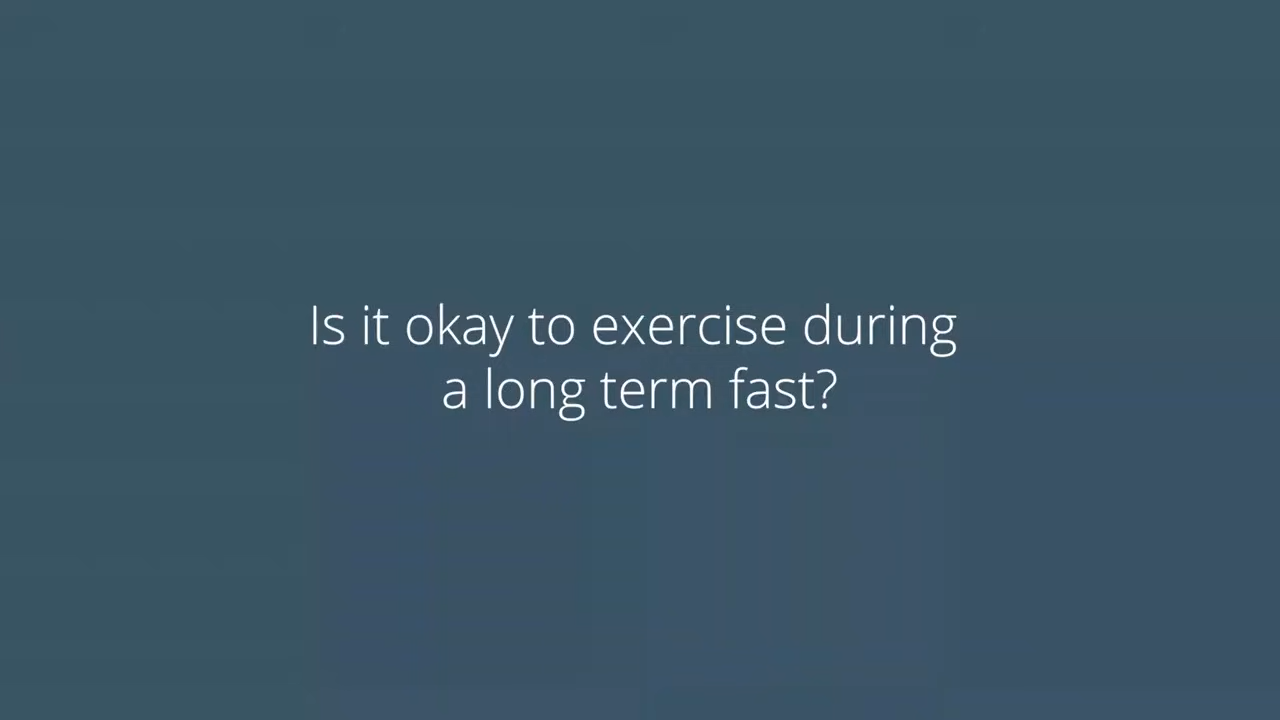 Is it okay to exercise during
a long term fast?